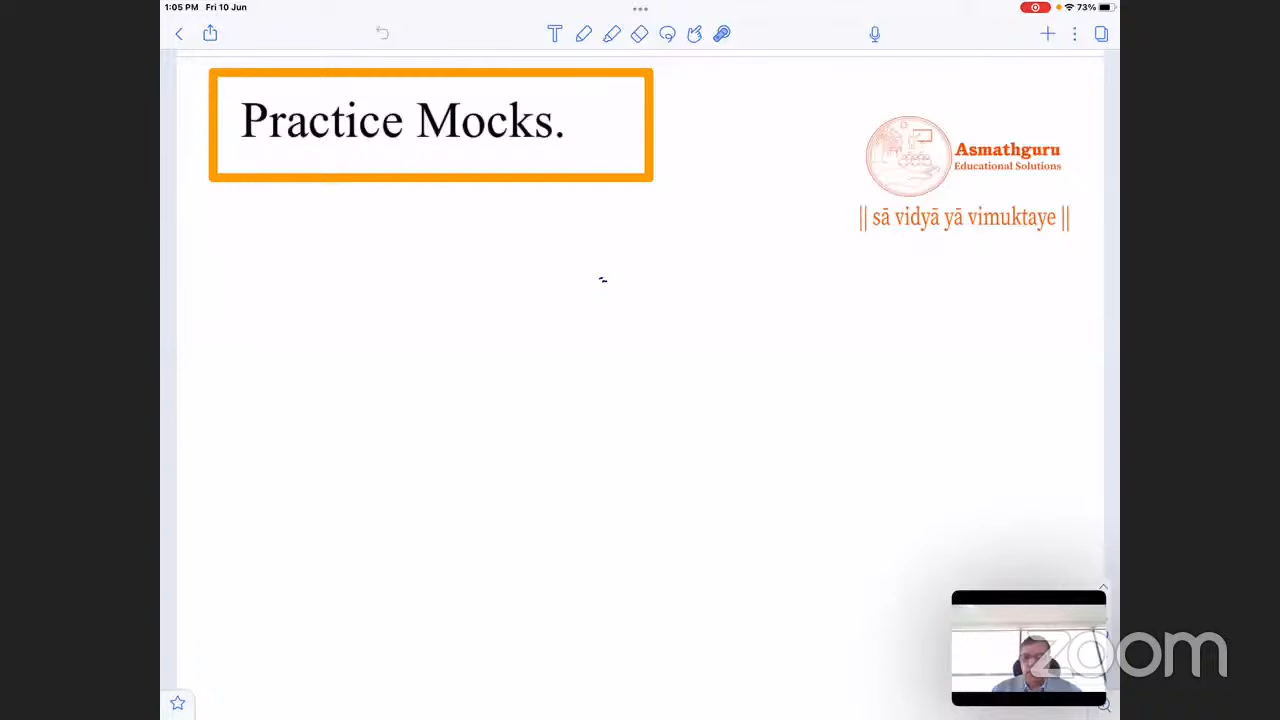 1:05 PM Fri 10 Jun
73%
Practice Mocks.
Asmathguru
Educational Solutions
|| sā vidyā yā vimuktaye ||
zoom